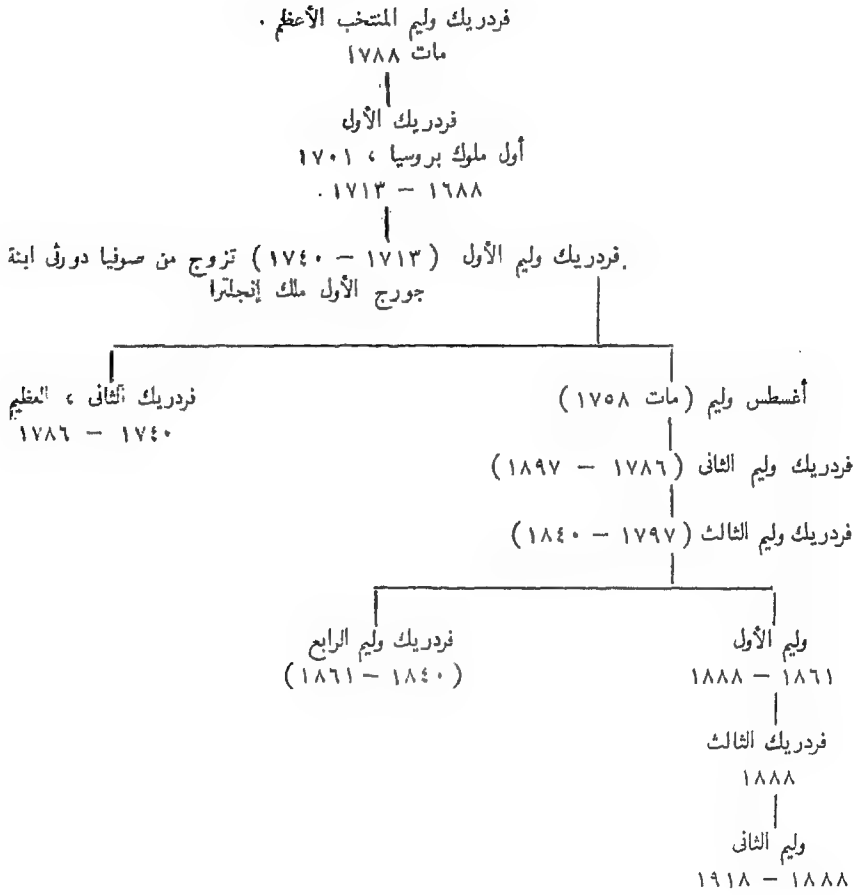 فردريك وليم المنتخب الأعظم .
مات ١٧٨٨
فردريك الأول
أول ملوك بروسيا ، ١٧٠١
١٦٨٨ – ١٧١٣ .
فردريك وليم الأول (١٧١٣ – ١٧٤٠) تزوج من صوفيا دورثى ابنة
جورج الأول ملك إنجلترا
أغسطس وليم (مات ١٧٥٨)
فردريك الثانى ، العظيم
١٧٤٠ – ١٧٨٦
فردريك وليم الثانى (١٧٨٦ – ١٨٩٧)
فردريك وليم الثالث (١٧٩٧ – ١٨٤٠)
وليم الأول
١٨٦١ – ١٨٨٨
فردريك وليم الرابع
(١٨٤٠ – ١٨٦١)
فردريك الثالث
١٨٨٨
وليم الثانى
١٨٨٨ – ١٩١٨